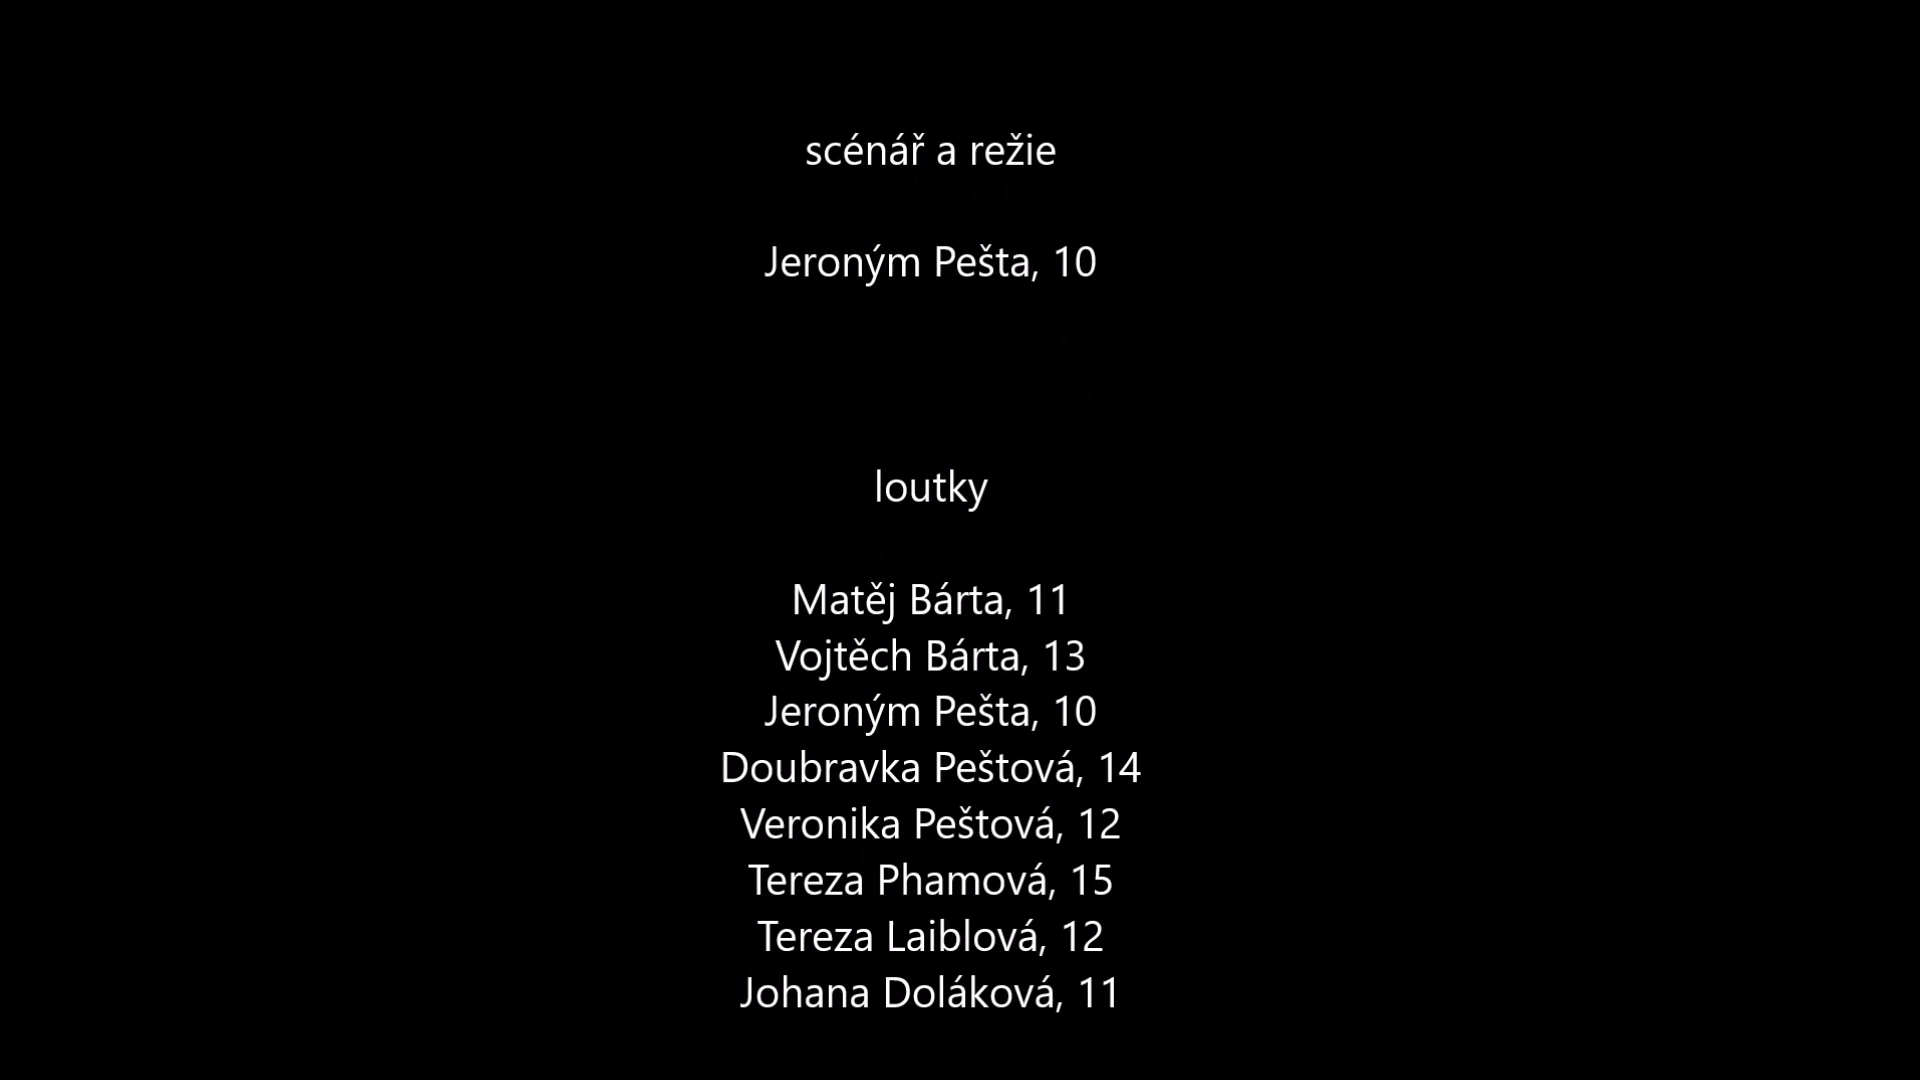 scénář a režie
Jeroným Pešta, 10
loutky
Matěj Bárta, 11
Vojtěch Bárta, 13
Jeroným Pešta, 10
Doubravka Peštová, 14
Veronika Peštová, 12
Tereza Phamová, 15
Tereza Laiblová, 12
Johana Doláková, 11